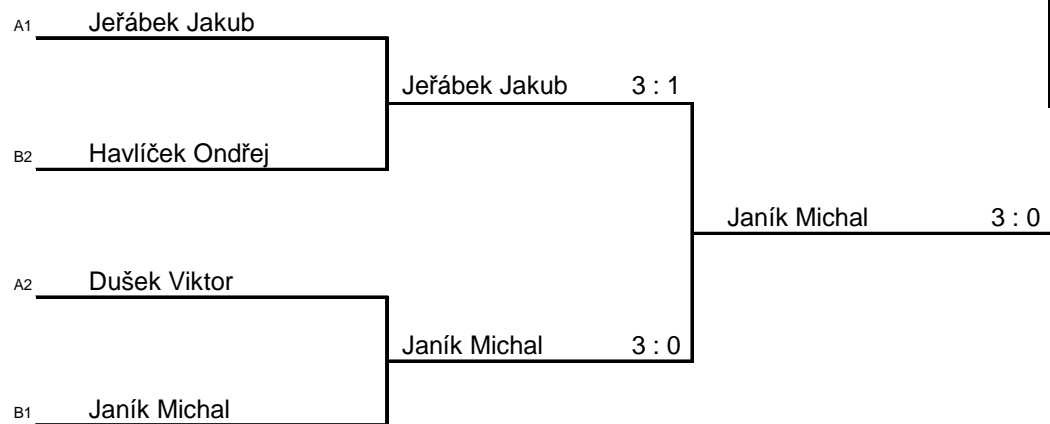 A1 Jeřábek Jakub
Jeřábek Jakub 3 : 1
B2 Havlíček Ondřej
Janík Michal 3 : 0
A2 Dušek Viktor
Janík Michal 3 : 0
B1 Janík Michal